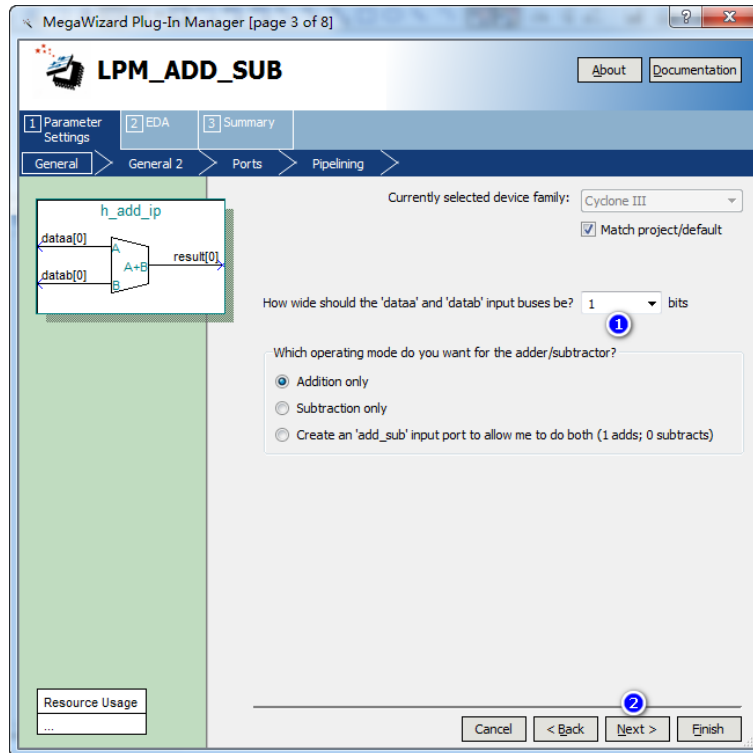 MegaWizard Plug-In Manager [page 3 of 8]
?
X
LPM_ADD_SUB
About
Documentation
1 Parameter Settings
2 EDA
3 Summary
General
General 2
Ports
Pipelining
h_add_ip
dataa[0]
A
A+B
result[0]
datab[0]
B
Currently selected device family:
Cyclone III
Match project/default
How wide should the 'dataa' and 'datab' input buses be?
1
bits
1
Which operating mode do you want for the adder/subtractor?
Addition only
Subtraction only
Create an 'add_sub' input port to allow me to do both (1 adds; 0 subtracts)
Resource Usage
...
2
Cancel
< Back
Next >
Finish